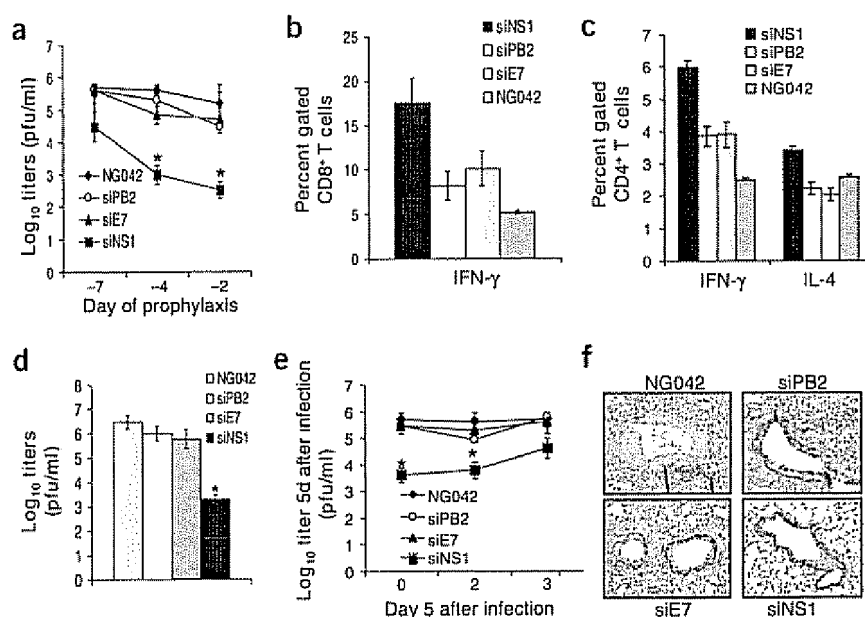 a
Log10 titers (pfu/ml)
7
6
5
4
3
2
1
0
NG042
siPB2
siE7
siNS1
*
*
–7
–4
–2
Day of prophylaxis
b
Percent gated
CD8+ T cells
25
20
15
10
5
0
siNS1
siPB2
siE7
NG042
IFN-γ
c
Percent gated
CD4+ T cells
7
6
5
4
3
2
1
0
siNS1
siPB2
siE7
NG042
IFN-γ
IL-4
d
Log10 titers
(pfu/ml)
8
7
6
5
4
3
2
1
0
NG042
siPB2
siE7
siNS1
*
e
Log10 titer 5d after infection
(pfu/ml)
7
6
5
4
3
2
1
0
*
*
NG042
siPB2
siE7
siNS1
0
2
3
Day 5 after infection
f
NG042
siPB2
siE7
siNS1